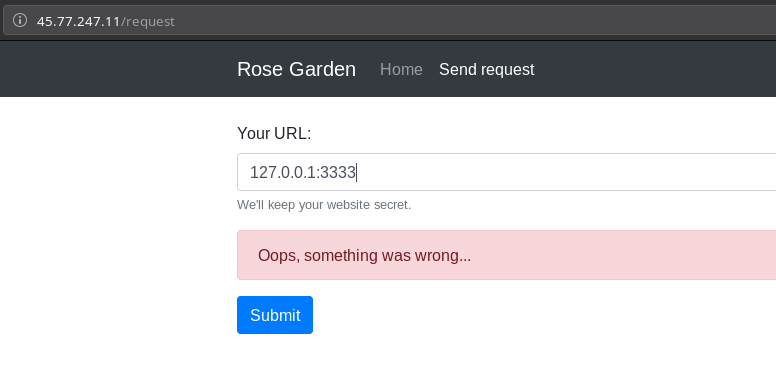 45.77.247.11/request
Rose Garden Home Send request
Your URL:
127.0.0.1:3333
We'll keep your website secret.
Oops, something was wrong...
Submit